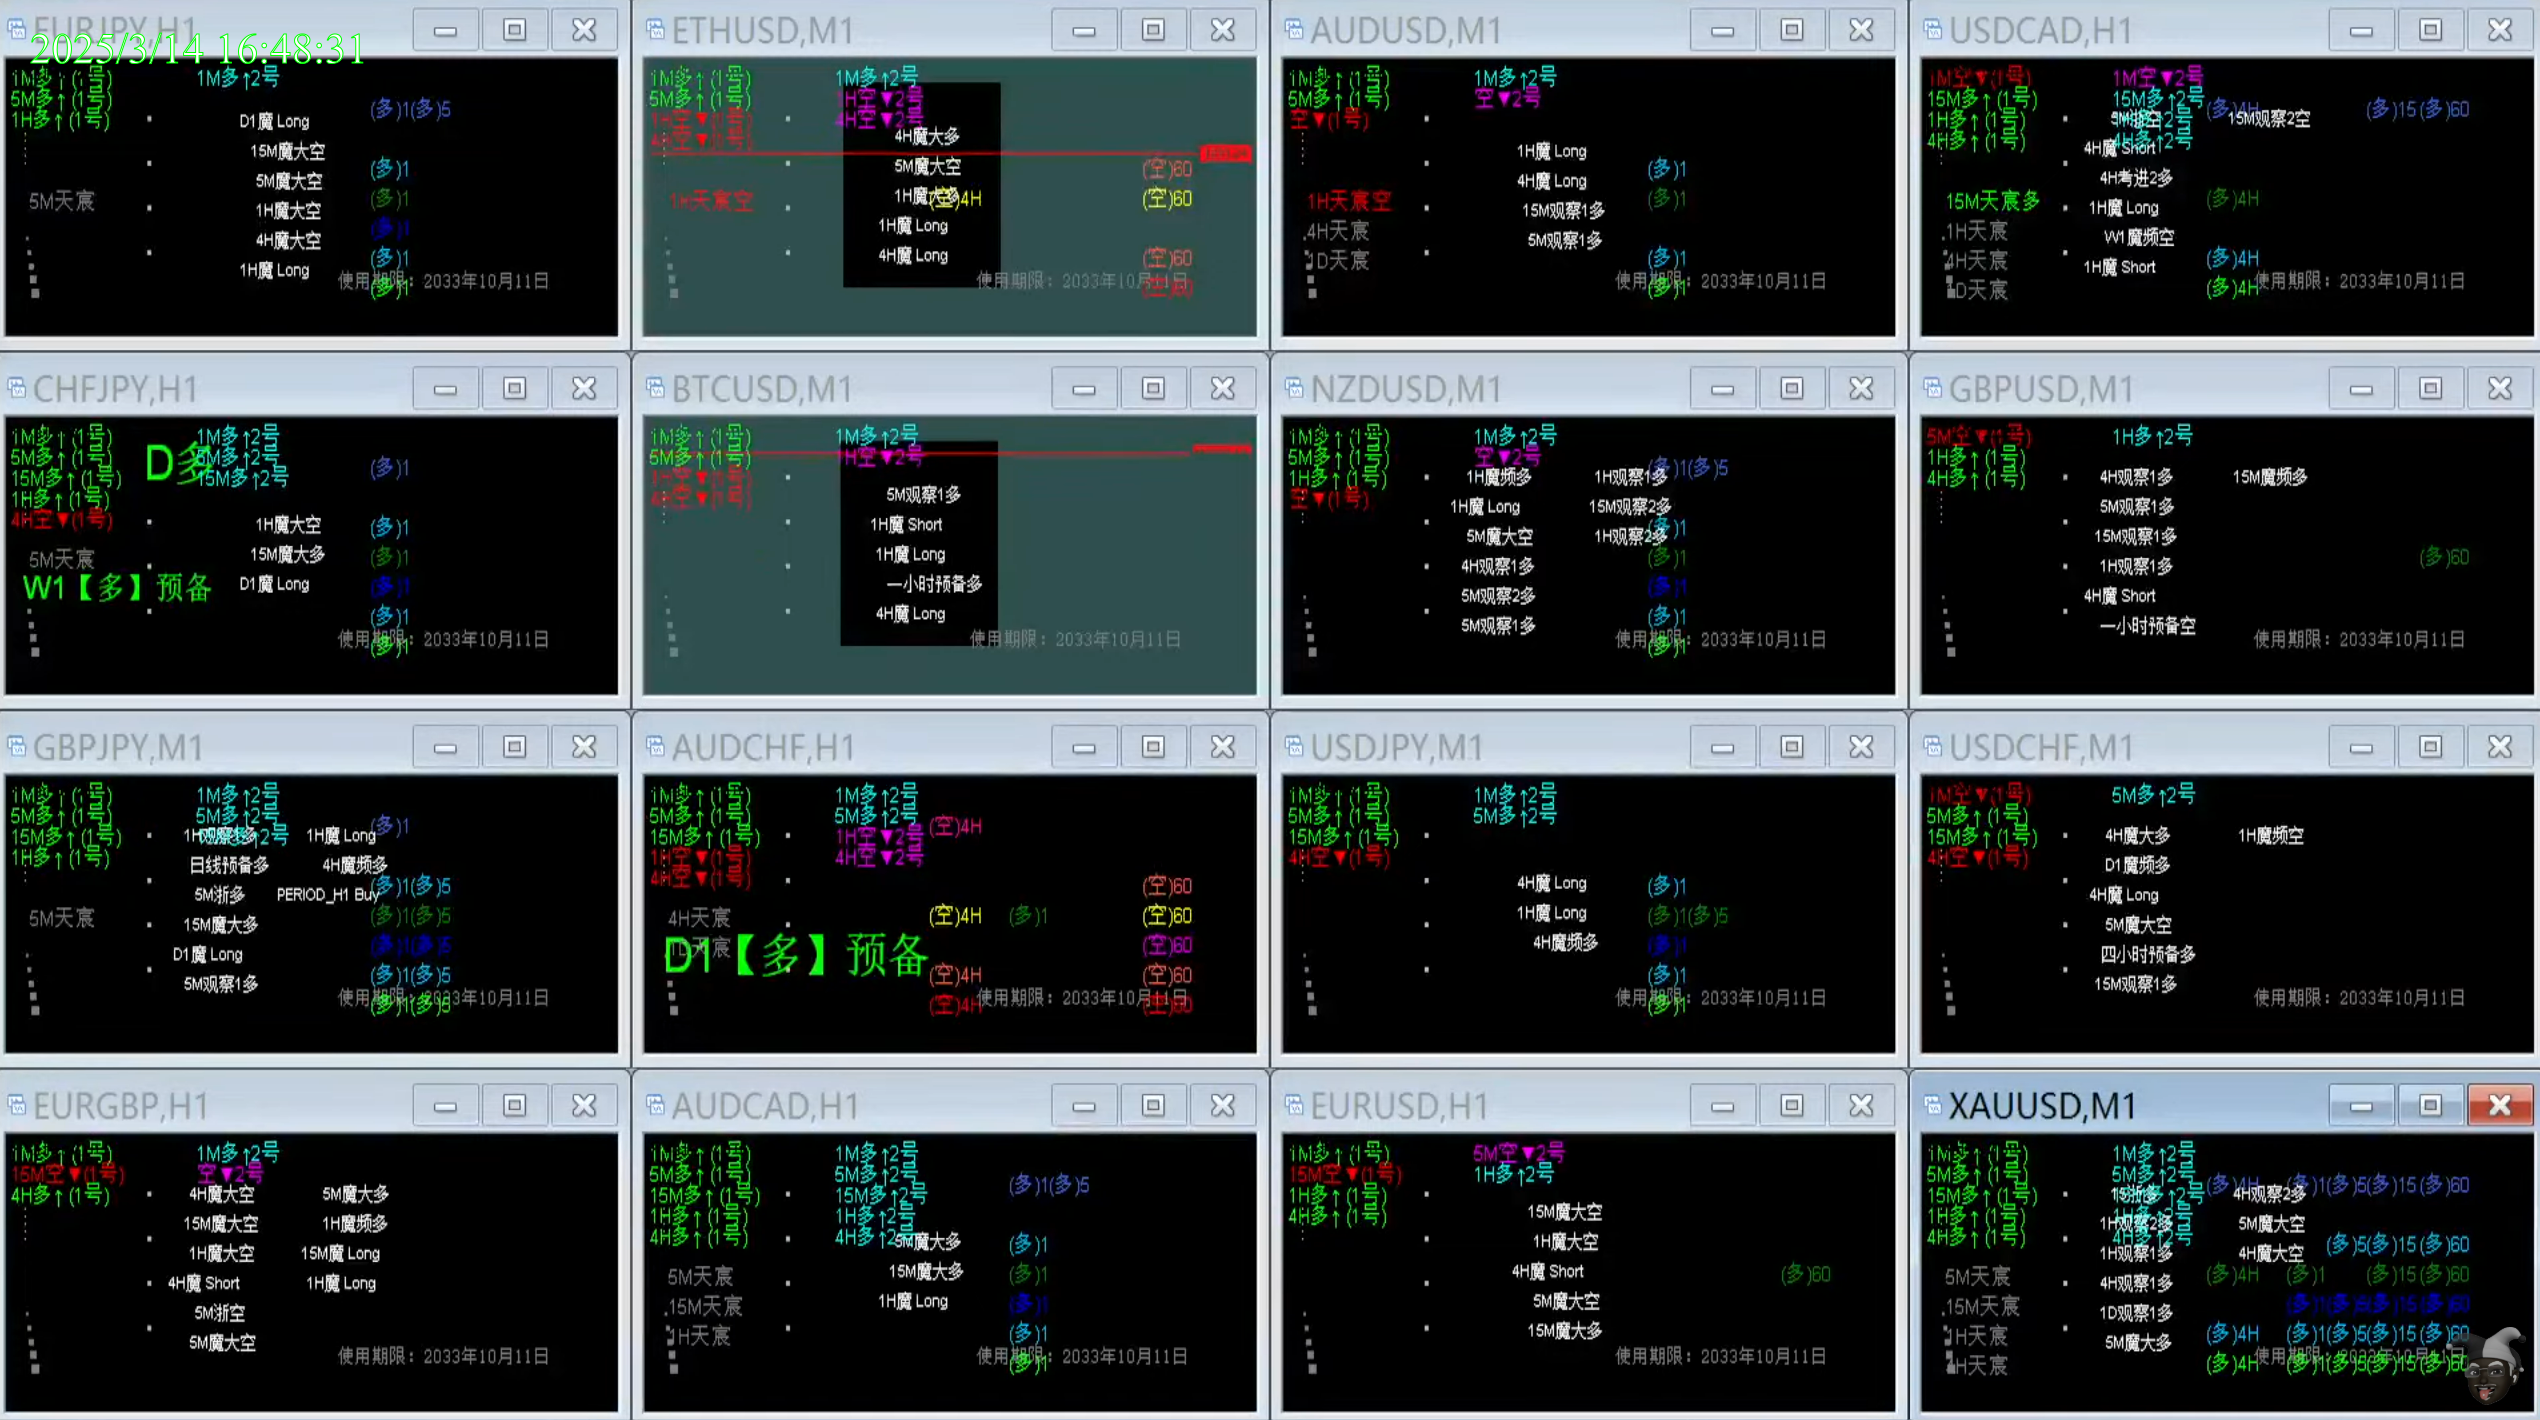 EURJPY,H1
2025/3/14 16:48:31
1M多↑(1号)
5M多↑(1号)
1H多↑(1号)
1M多↑2号
(多)1(多)5
D1魔 Long
15M魔大空
5M魔大空
1H魔大空
4H魔大空
1H魔 Long
5M天宸
(多)1
(多)1
(多)1
(多)1
(多)1
使用期限：2033年10月11日
ETHUSD,M1
1M多↑(1号)
5M多↑(1号)
1H空▼(1号)
4H空▼(1号)
1M多↑2号
1H空▼2号
4H空▼2号
4H魔大多
5M魔大空
1H魔大多
1H魔 Long
4H魔 Long
1H天宸空
(空)4H
(空)60
(空)60
(空)60
(空)60
使用期限：2033年10月11日
AUDUSD,M1
1M多↑(1号)
5M多↑(1号)
空▼(1号)
1M多↑2号
空▼2号
1H魔 Long
4H魔 Long
15M观察1多
5M观察1多
1H天宸空
4H天宸
1D天宸
(多)1
(多)1
(多)1
(多)1
使用期限：2033年10月11日
USDCAD,H1
1M空▼(1号)
15M多↑(1号)
1H多↑(1号)
4H多↑(1号)
1M空▼2号
15M多↑2号
(多)4H
(多)15(多)60
15M观察2空
4H魔 Short
4H考进2多
1H魔 Long
W1魔频空
1H魔 Short
15M天宸多
1H天宸
4H天宸
D天宸
(多)4H
(多)4H
(多)4H
使用期限：2033年10月11日
CHFJPY,H1
1M多↑(1号)
5M多↑(1号)
15M多↑(1号)
1H多↑(1号)
4H空▼(1号)
D多
1M多↑2号
5M多↑2号
15M多↑2号
(多)1
1H魔大空
15M魔大多
D1魔 Long
5M天宸
W1【多】预备
(多)1
(多)1
(多)1
(多)1
(多)1
使用期限：2033年10月11日
BTCUSD,M1
1M多↑(1号)
5M多↑(1号)
1H空▼(1号)
4H空▼(1号)
1M多↑2号
1H空▼2号
5M观察1多
1H魔 Short
1H魔 Long
一小时预备多
4H魔 Long
使用期限：2033年10月11日
NZDUSD,M1
1M多↑(1号)
5M多↑(1号)
1H多↑(1号)
空▼(1号)
1M多↑2号
空▼2号
(多)1(多)5
1H魔频多 1H观察1多
1H魔 Long 15M观察2多
5M魔大空 1H观察2多
4H观察1多
5M观察2多
5M观察1多
(多)1
(多)1
(多)1
(多)1
(多)1
使用期限：2033年10月11日
GBPUSD,M1
5M空▼(1号)
1H多↑(1号)
4H多↑(1号)
1H多↑2号
4H观察1多 15M魔频多
5M观察1多
15M观察1多
1H观察1多
4H魔 Short
一小时预备空
(多)60
使用期限：2033年10月11日
GBPJPY,M1
1M多↑(1号)
5M多↑(1号)
15M多↑(1号)
1H多↑(1号)
1M多↑2号
5M多↑2号
(多)1
1H魔 Long
日线预备多 4H魔频多
5M浙多 PERIOD_H1 Buy
15M魔大多
D1魔 Long
5M观察1多
5M天宸
(多)1(多)5
(多)1(多)5
(多)1(多)5
(多)1(多)5
(多)1(多)5
使用期限：2033年10月11日
AUDCHF,H1
1M多↑(1号)
5M多↑(1号)
15M多↑(1号)
1H空▼(1号)
4H空▼(1号)
1M多↑2号
5M多↑2号
1H空▼2号
4H空▼2号
(空)4H
4H天宸
1D天宸
D1【多】预备
(空)60
(空)4H (多)1 (空)60
(空)60
(空)4H (空)60
(空)4H (空)60
使用期限：2033年10月11日
USDJPY,M1
1M多↑(1号)
5M多↑(1号)
15M多↑(1号)
4H空▼(1号)
1M多↑2号
5M多↑2号
4H魔 Long
1H魔 Long
4H魔频多
(多)1
(多)1(多)5
(多)1
(多)1
(多)1
使用期限：2033年10月11日
USDCHF,M1
1M空▼(1号)
5M多↑(1号)
15M多↑(1号)
4H空▼(1号)
5M多↑2号
4H魔大多 1H魔频空
D1魔频多
4H魔 Long
5M魔大空
四小时预备多
15M观察1多
使用期限：2033年10月11日
EURGBP,H1
1M多↑(1号)
15M空▼(1号)
4H多↑(1号)
1M多↑2号
空▼2号
4H魔大空 5M魔大多
15M魔大空 1H魔频多
1H魔大空 15M魔 Long
4H魔 Short 1H魔 Long
5M浙空
5M魔大空
使用期限：2033年10月11日
AUDCAD,H1
1M多↑(1号)
5M多↑(1号)
15M多↑(1号)
1H多↑(1号)
4H多↑(1号)
1M多↑2号
5M多↑2号
15M多↑2号
1H多↑2号
4H多↑2号
(多)1(多)5
5M魔大多
15M魔大多
1H魔 Long
5M天宸
15M天宸
1H天宸
(多)1
(多)1
(多)1
(多)1
(多)1
使用期限：2033年10月11日
EURUSD,H1
1M多↑(1号)
15M空▼(1号)
1H多↑(1号)
4H多↑(1号)
5M空▼2号
1H多↑2号
15M魔大空
1H魔大空
4H魔 Short
5M魔大空
15M魔大多
(多)60
使用期限：2033年10月11日
XAUUSD,M1
1M多↑(1号)
5M多↑(1号)
15M多↑(1号)
1H多↑(1号)
4H多↑(1号)
1M多↑2号
5M多↑2号
(多)4H (多)1(多)5(多)15(多)60
4H观察2多
1H观察2多 5M魔大空
1H观察1多 4H魔大空
4H观察1多
1D观察1多
5M魔大多
5M天宸
15M天宸
1H天宸
4H天宸
(多)5(多)15(多)60
(多)4H (多)1 (多)15(多)60
(多)1(多)5(多)15(多)60
(多)4H (多)1(多)5(多)15(多)60
(多)4H (多)1(多)5(多)15(多)60